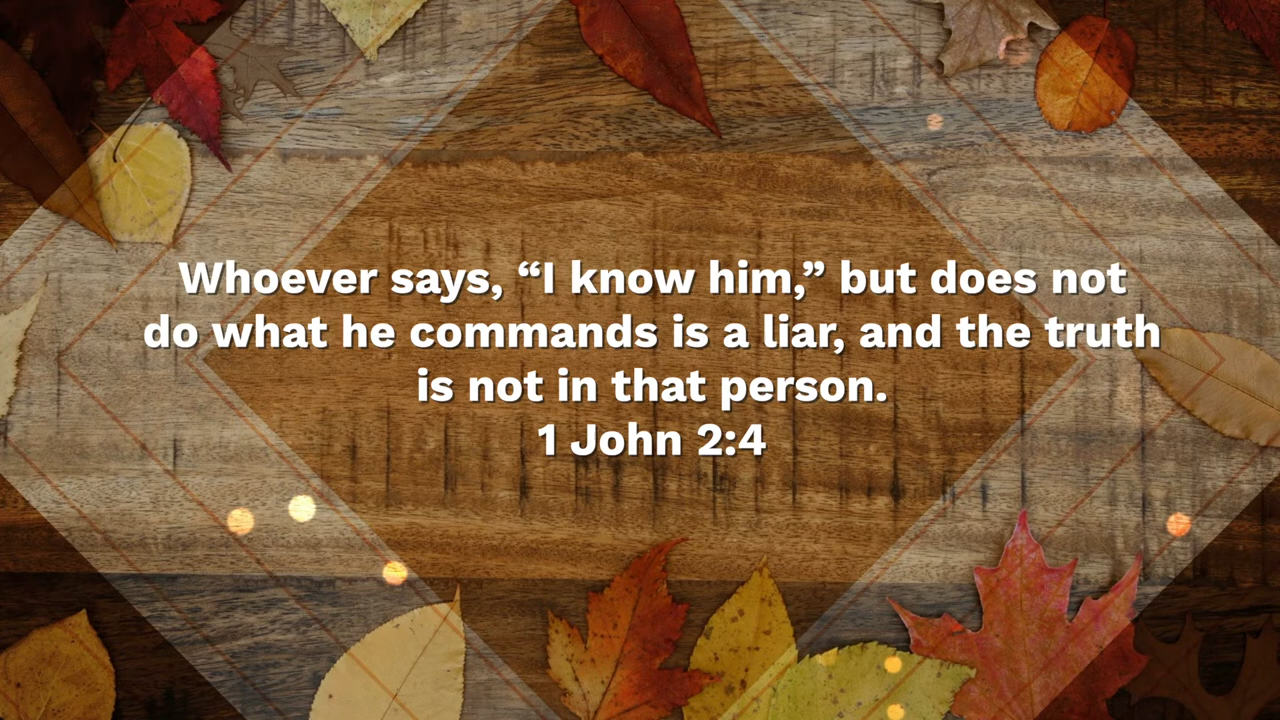 Whoever says, “I know him,” but does not
do what he commands is a liar, and the truth
is not in that person.
1 John 2:4